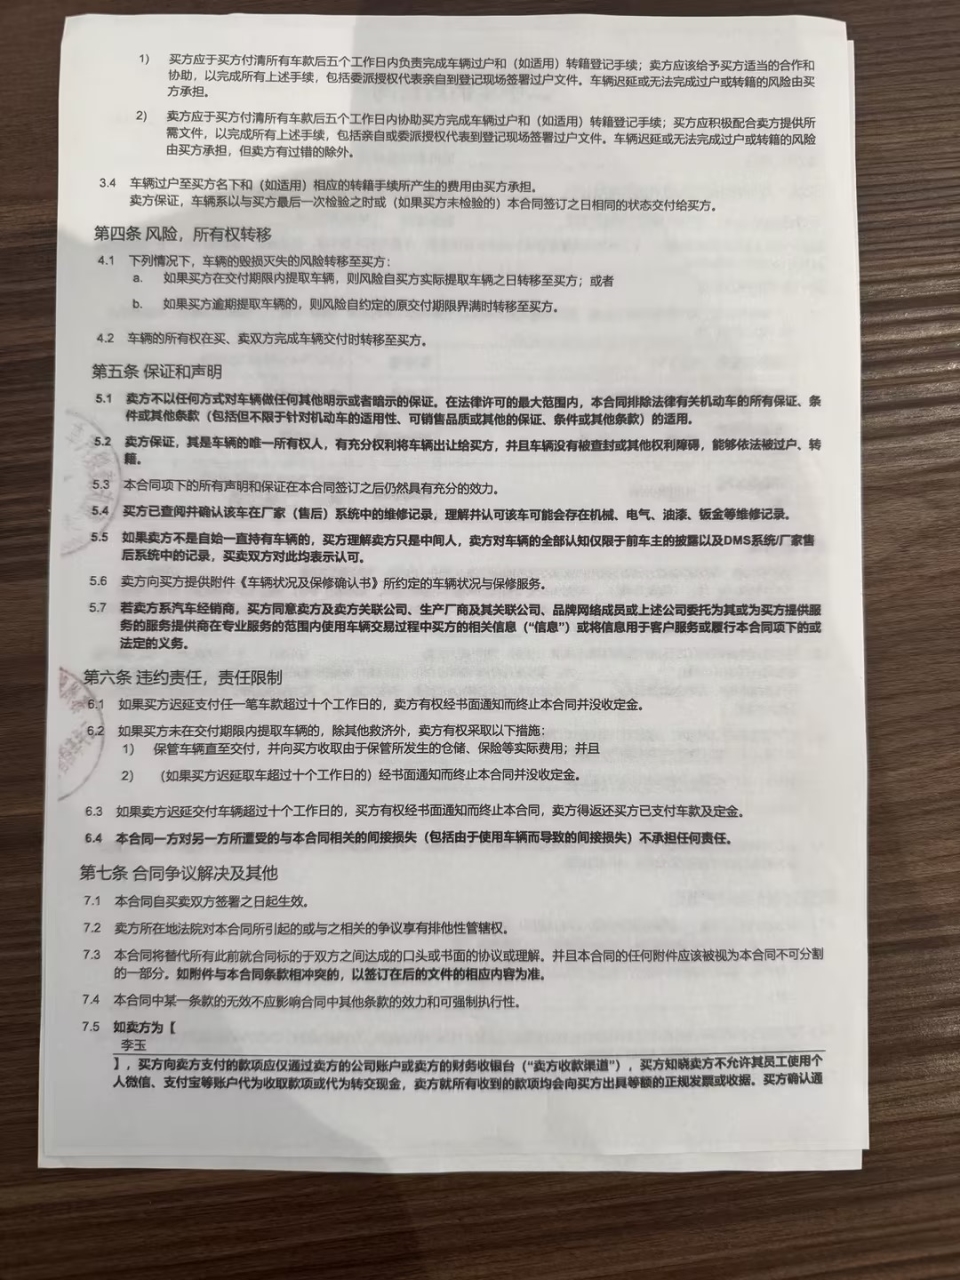 1) 买方应于买方付清所有车款后五个工作日内负责完成车辆过户和（如适用）转籍登记手续；卖方应该给予买方适当的合作和
协助，以完成所有上述手续，包括委派授权代表亲自到登记现场签署过户文件。车辆迟延或无法完成过户或转籍的风险由买
方承担。
2) 卖方应于买方付清所有车款后五个工作日内协助买方完成车辆过户和（如适用）转籍登记手续；买方应积极配合卖方提供所
需文件，以完成所有上述手续，包括亲自或委派授权代表到登记现场签署过户文件。车辆迟延或无法完成过户或转籍的风险
由买方承担，但卖方有过错的除外。
3.4 车辆过户至买方名下和（如适用）相应的转籍手续所产生的费用由买方承担。
卖方保证，车辆系以与买方最后一次检验之时或（如果买方未检验的）本合同签订之日相同的状态交付给买方。
第四条 风险，所有权转移
4.1 下列情况下，车辆的毁损灭失的风险转移至买方：
a. 如果买方在交付期限内提取车辆，则风险自买方实际提取车辆之日转移至买方；或者
b. 如果买方逾期提取车辆的，则风险自约定的原交付期限界满时转移至买方。
4.2 车辆的所有权在买、卖双方完成车辆交付时转移至买方。
第五条 保证和声明
5.1 卖方不以任何方式对车辆做任何其他明示或者暗示的保证。在法律许可的最大范围内，本合同排除法律有关机动车的所有保证、条
件或其他条款（包括但不限于针对机动车的适用性、可销售品质或其他的保证、条件或其他条款）的适用。
5.2 卖方保证，其是车辆的唯一所有权人，有充分权利将车辆出让给买方，并且车辆没有被查封或其他权利障碍，能够依法被过户、转
籍。
5.3 本合同项下的所有声明和保证在本合同签订之后仍然具有充分的效力。
5.4 买方已查阅并确认该车在厂家（售后）系统中的维修记录，理解并认可该车可能会存在机械、电气、油漆、钣金等维修记录。
5.5 如果卖方不是自始一直持有车辆的，买方理解卖方只是中间人，卖方对车辆的全部认知仅限于前车主的披露以及DMS系统/厂家售
后系统中的记录，买卖双方对此均表示认可。
5.6 卖方向买方提供附件《车辆状况及保修确认书》所约定的车辆状况与保修服务。
5.7 若卖方系汽车经销商，买方同意卖方及卖方关联公司、生产厂商及其关联公司、品牌网络成员或上述公司委托为其或为买方提供服
务的服务提供商在专业服务的范围内使用车辆交易过程中买方的相关信息（“信息”）或将信息用于客户服务或履行本合同项下的或
法定的义务。
第六条 违约责任，责任限制
6.1 如果买方迟延支付任一笔车款超过十个工作日的，卖方有权经书面通知而终止本合同并没收定金。
6.2 如果买方未在交付期限内提取车辆的，除其他救济外，卖方有权采取以下措施：
1) 保管车辆直至交付，并向买方收取由于保管所发生的仓储、保险等实际费用；并且
2) （如果买方迟延取车超过十个工作日的）经书面通知而终止本合同并没收定金。
6.3 如果卖方迟延交付车辆超过十个工作日的，买方有权经书面通知而终止本合同，卖方得返还买方已支付车款及定金。
6.4 本合同一方对另一方所遭受的与本合同相关的间接损失（包括由于使用车辆而导致的间接损失）不承担任何责任。
第七条 合同争议解决及其他
7.1 本合同自买卖双方签署之日起生效。
7.2 卖方所在地法院对本合同所引起的或与之相关的争议享有排他性管辖权。
7.3 本合同将替代所有此前就合同标的于双方之间达成的口头或书面的协议或理解。并且本合同的任何附件应该被视为本合同不可分割
的一部分。如附件与本合同条款相冲突的，以签订在后的文件的相应内容为准。
7.4 本合同中某一条款的无效不应影响合同中其他条款的效力和可强制执行性。
7.5 如卖方为【
李玉
】，买方向卖方支付的款项应仅通过卖方的公司账户或卖方的财务收银台（“卖方收款渠道”），买方知晓卖方不允许其员工使用个
人微信、支付宝等账户代为收取款项或代为转交现金，卖方就所有收到的款项均会向买方出具等额的正规发票或收据。买方确认通